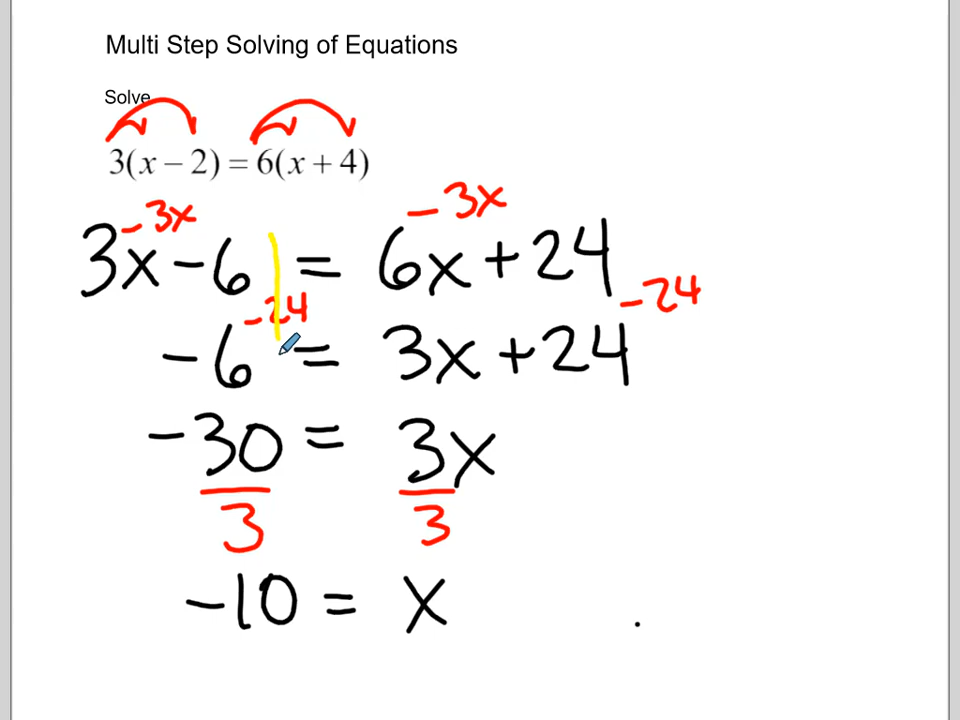 Multi Step Solving of Equations
Solve
3(x − 2) = 6(x + 4)
−3x −3x
3x − 6 = 6x + 24
−24 −24
−6 = 3x + 24
−30 = 3x
3 3
−10 = x